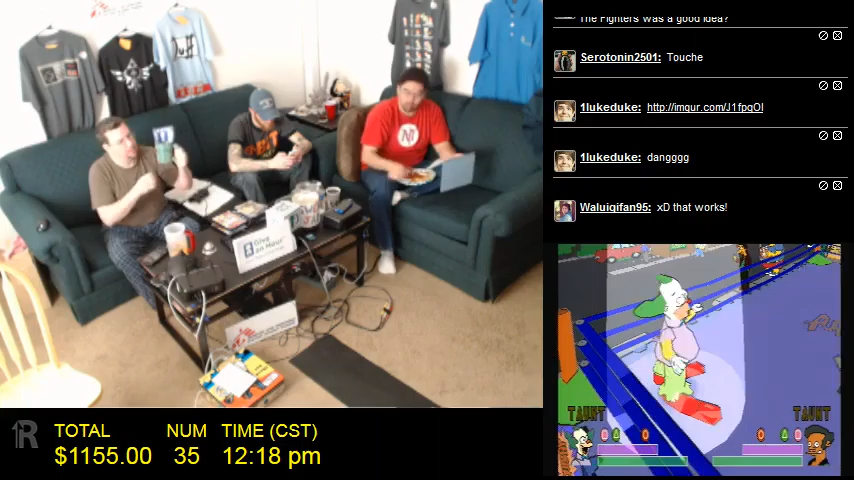 The Fighters was a good idea?
Serotonin2501: Touche
1lukeduke: http://imgur.com/J1fpqOI
1lukeduke: dangggg
Waluigifan95: xD that works!
Give
an Hour
TAUNT
TAUNT
R
TOTAL
NUM
TIME (CST)
$1155.00
35
12:18 pm